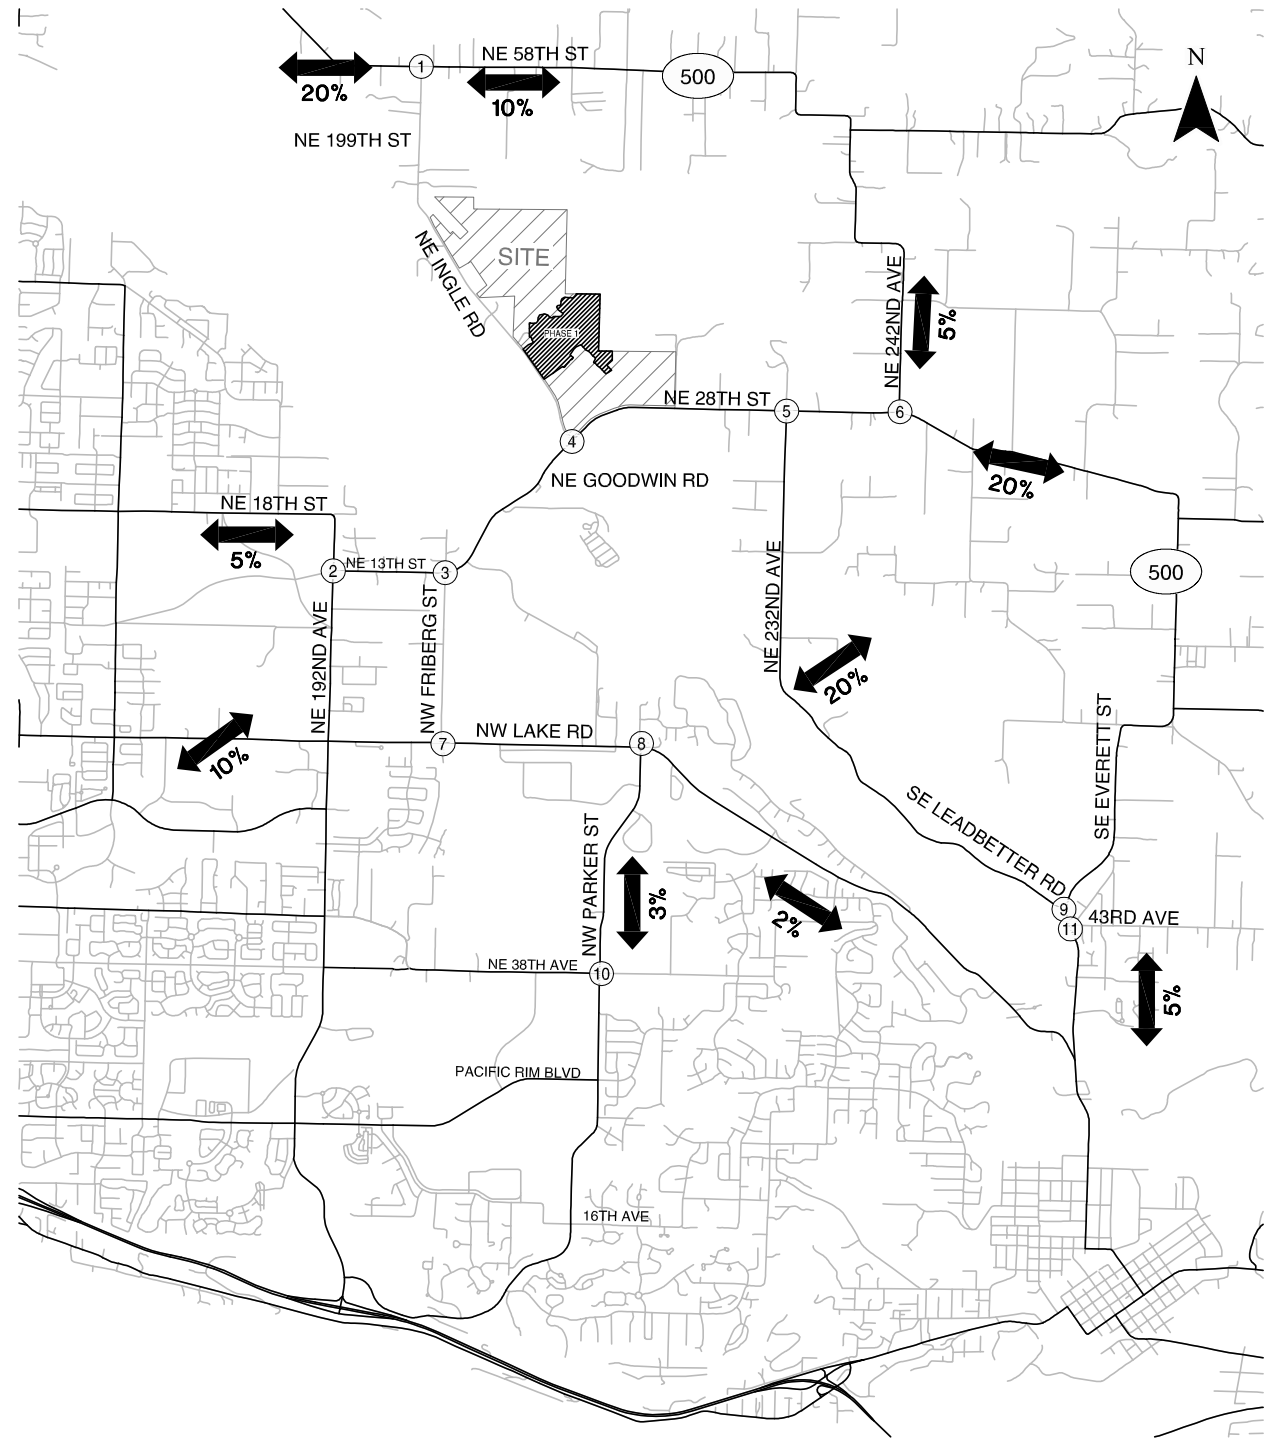 NE 58TH ST
N
1
500
20%
10%
NE 199TH ST
SITE
NE INGLE RD
NE 242ND AVE
5%
PHASE 1
NE 28TH ST
5
6
4
NE GOODWIN RD
20%
NE 18TH ST
5%
2
NE 13TH ST
3
500
NE 192ND AVE
NW FRIBERG ST
NE 232ND AVE
20%
10%
7
NW LAKE RD
8
SE EVERETT ST
SE LEADBETTER RD
NW PARKER ST
3%
2%
9
43RD AVE
11
NE 38TH AVE
10
5%
PACIFIC RIM BLVD
16TH AVE